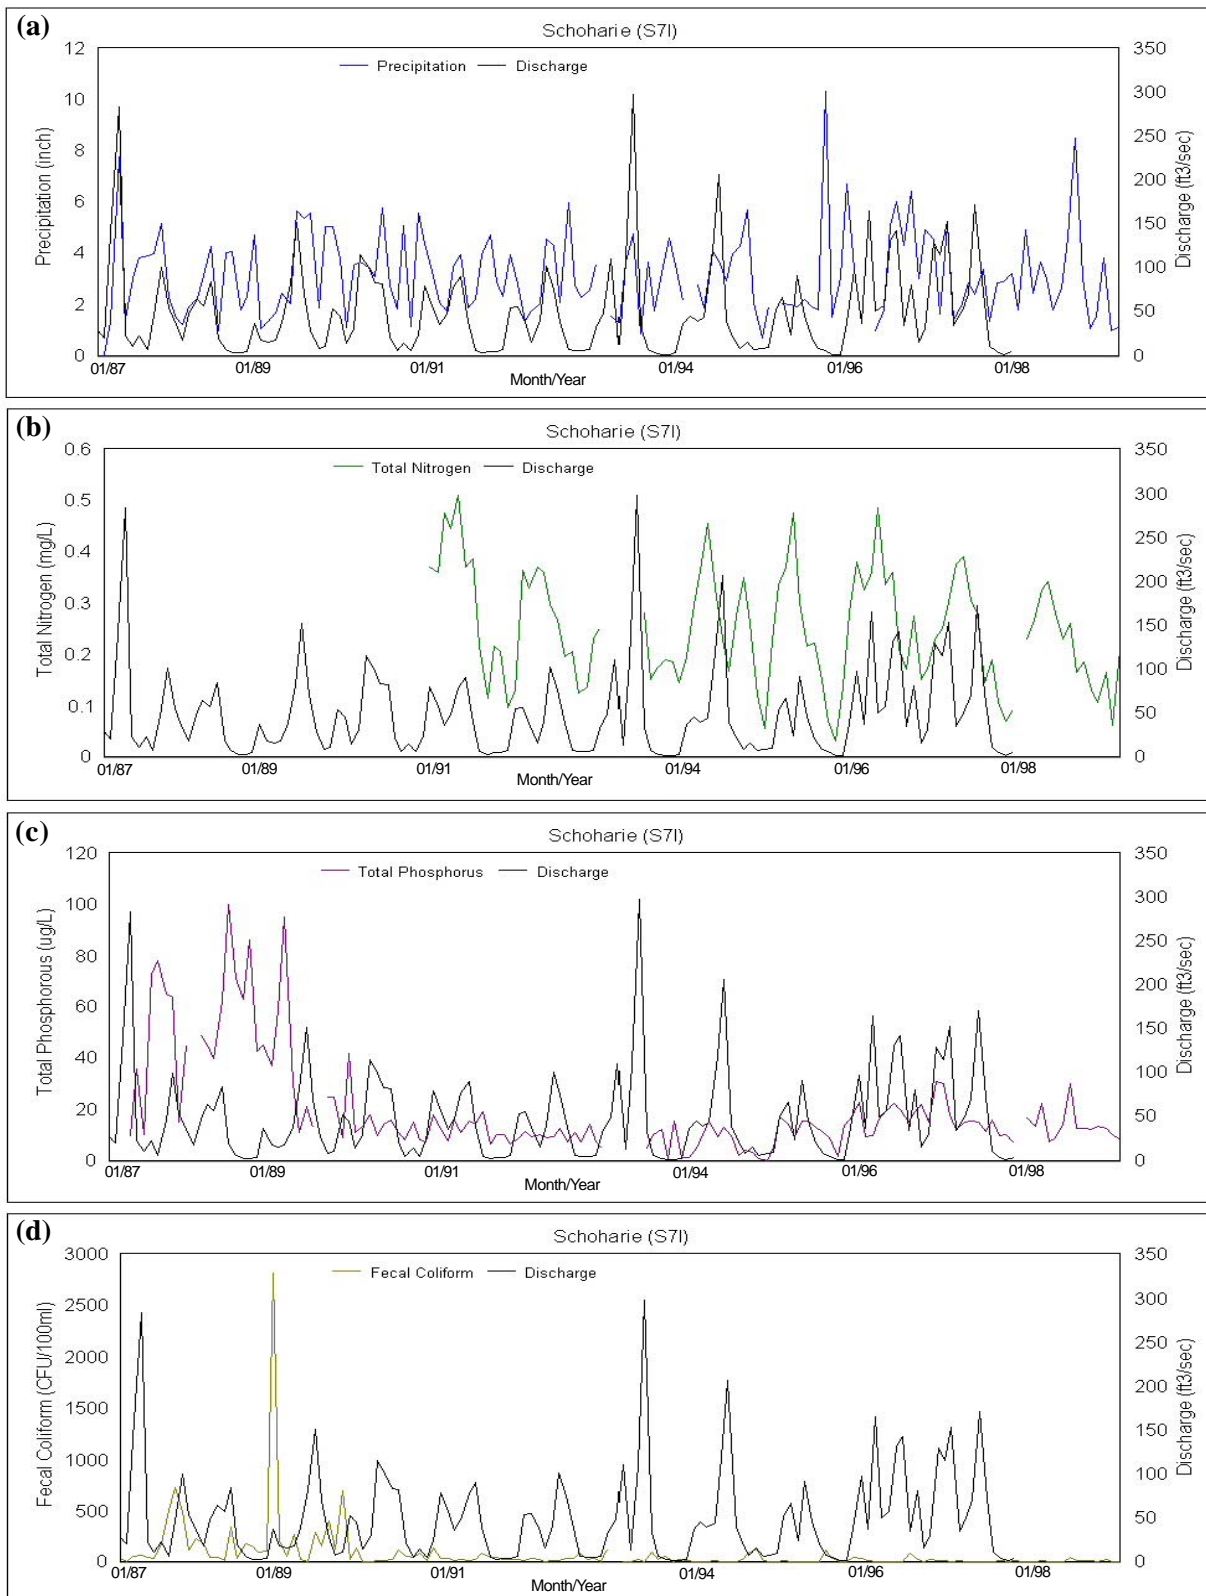 (a)
Schoharie (S7I)
Precipitation Discharge
Precipitation (inch)
12
10
8
6
4
2
0
350
300
250
200
150
100
50
0
Discharge (ft3/sec)
01/87 01/89 01/91 01/94 01/96 01/98
Month/Year
(b)
Schoharie (S7I)
Total Nitrogen Discharge
Total Nitrogen (mg/L)
0.6
0.5
0.4
0.3
0.2
0.1
0
350
300
250
200
150
100
50
0
Discharge (ft3/sec)
01/87 01/89 01/91 01/94 01/96 01/98
Month/Year
(c)
Schoharie (S7I)
Total Phosphorus Discharge
Total Phosphorous (ug/L)
120
100
80
60
40
20
0
350
300
250
200
150
100
50
0
Discharge (ft3/sec)
01/87 01/89 01/91 01/94 01/96 01/98
Month/Year
(d)
Schoharie (S7I)
Fecal Coliform Discharge
Fecal Coliform (CFU/100ml)
3000
2500
2000
1500
1000
500
0
350
300
250
200
150
100
50
0
Discharge (ft3/sec)
01/87 01/89 01/91 01/94 01/96 01/98
Month/Year